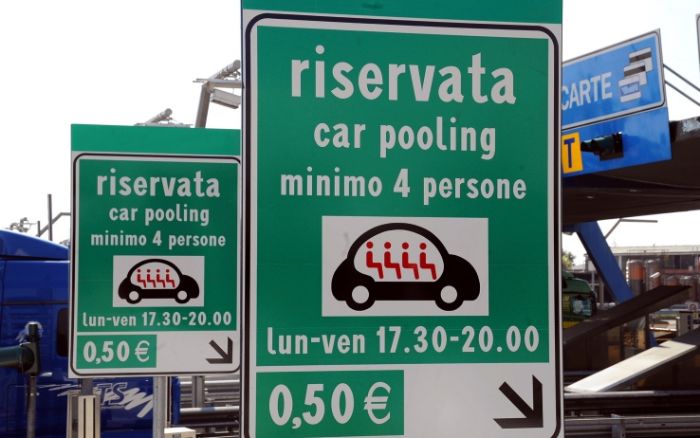 riservata
car pooling
minimo 4 persone
lun-ven 17.30-20.00
0,50 €
riservata
car pooling
minimo 4 persone
lun-ven 17.30-20.00
0,50 €
CARTE
T